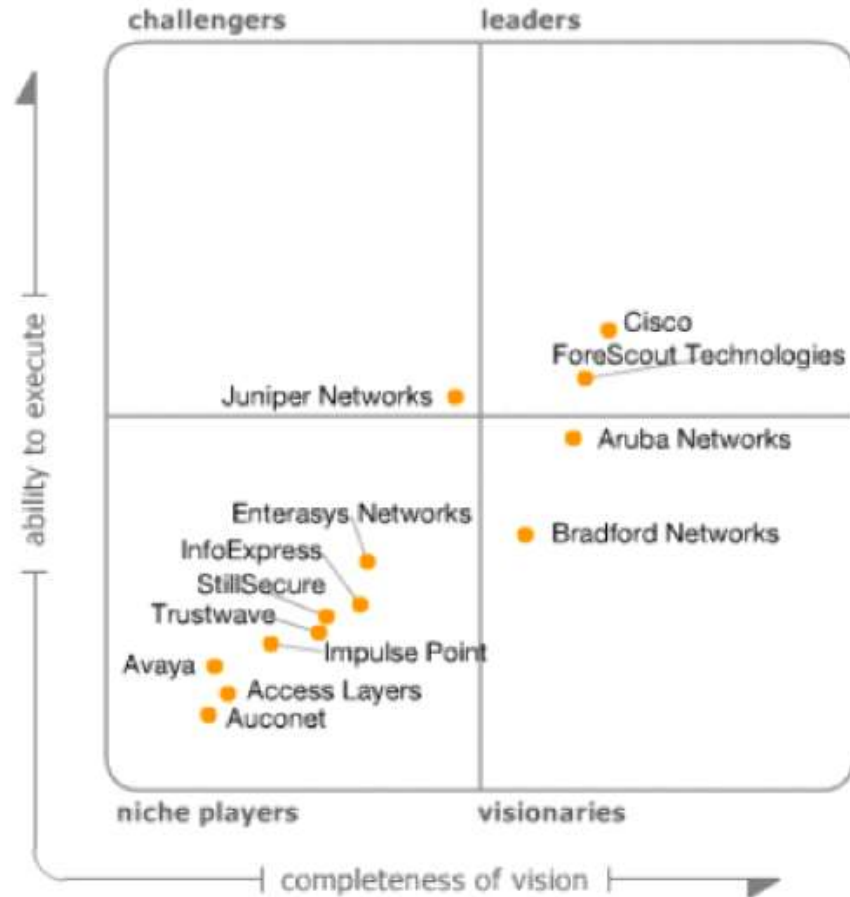 challengers
leaders
ability to execute
Cisco
ForeScout Technologies
Juniper Networks
Aruba Networks
Enterasys Networks
Bradford Networks
InfoExpress
StillSecure
Trustwave
Impulse Point
Avaya
Access Layers
Auconet
niche players
visionaries
completeness of vision